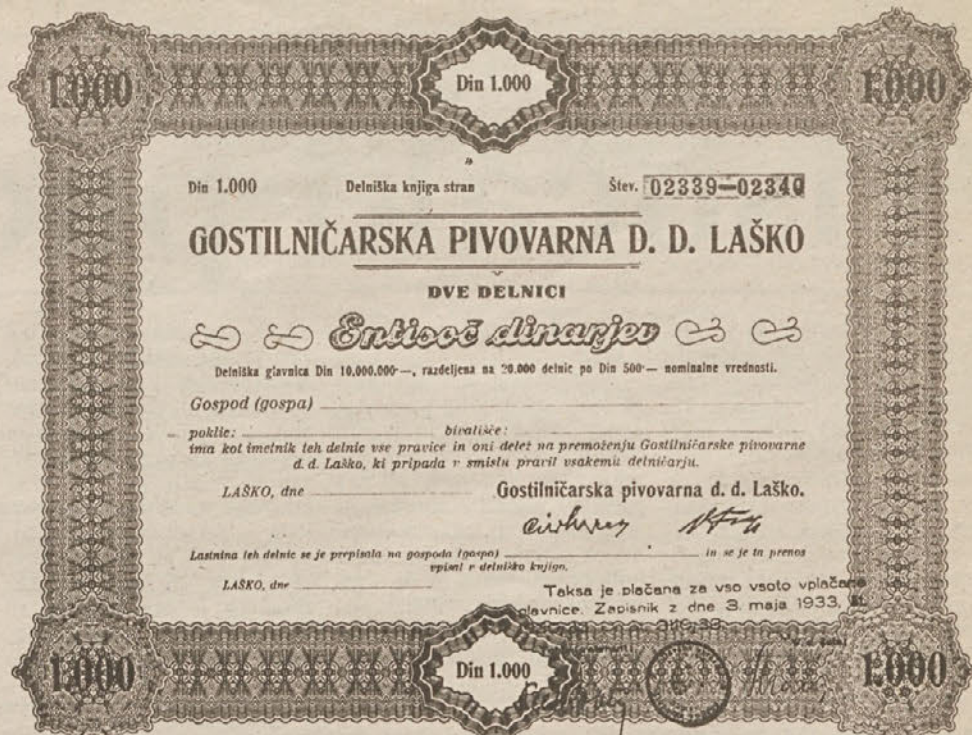 1.000 Din 1.000 1.000
Din 1.000 Delniška knjiga stran Štev. 02339—02340
GOSTILNIČARSKA PIVOVARNA D. D. LAŠKO
DVE DELNICI
Entisoč dinarjev
Delniška glavnica Din 10,000.000·—, razdeljena na 20.000 delnic po Din 500·— nominalne vrednosti.
Gospod (gospa)
poklic: bivališče:
ima kot imetnik teh delnic vse pravice in oni delež na premoženju Gostilničarske pivovarne
d. d. Laško, ki pripada v smislu pravil vsakemu delničarju.
LAŠKO, dne Gostilničarska pivovarna d. d. Laško.
Lastnina teh delnic se je prepisala na gospoda (gospa) in se je ta prenos
vpisal v delniško knjigo.
LAŠKO, dne
Taksa je plačana za vso vsoto vplačane
glavnice. Zapisnik z dne 3. maja 1933,
1.000 Din 1.000 1.000